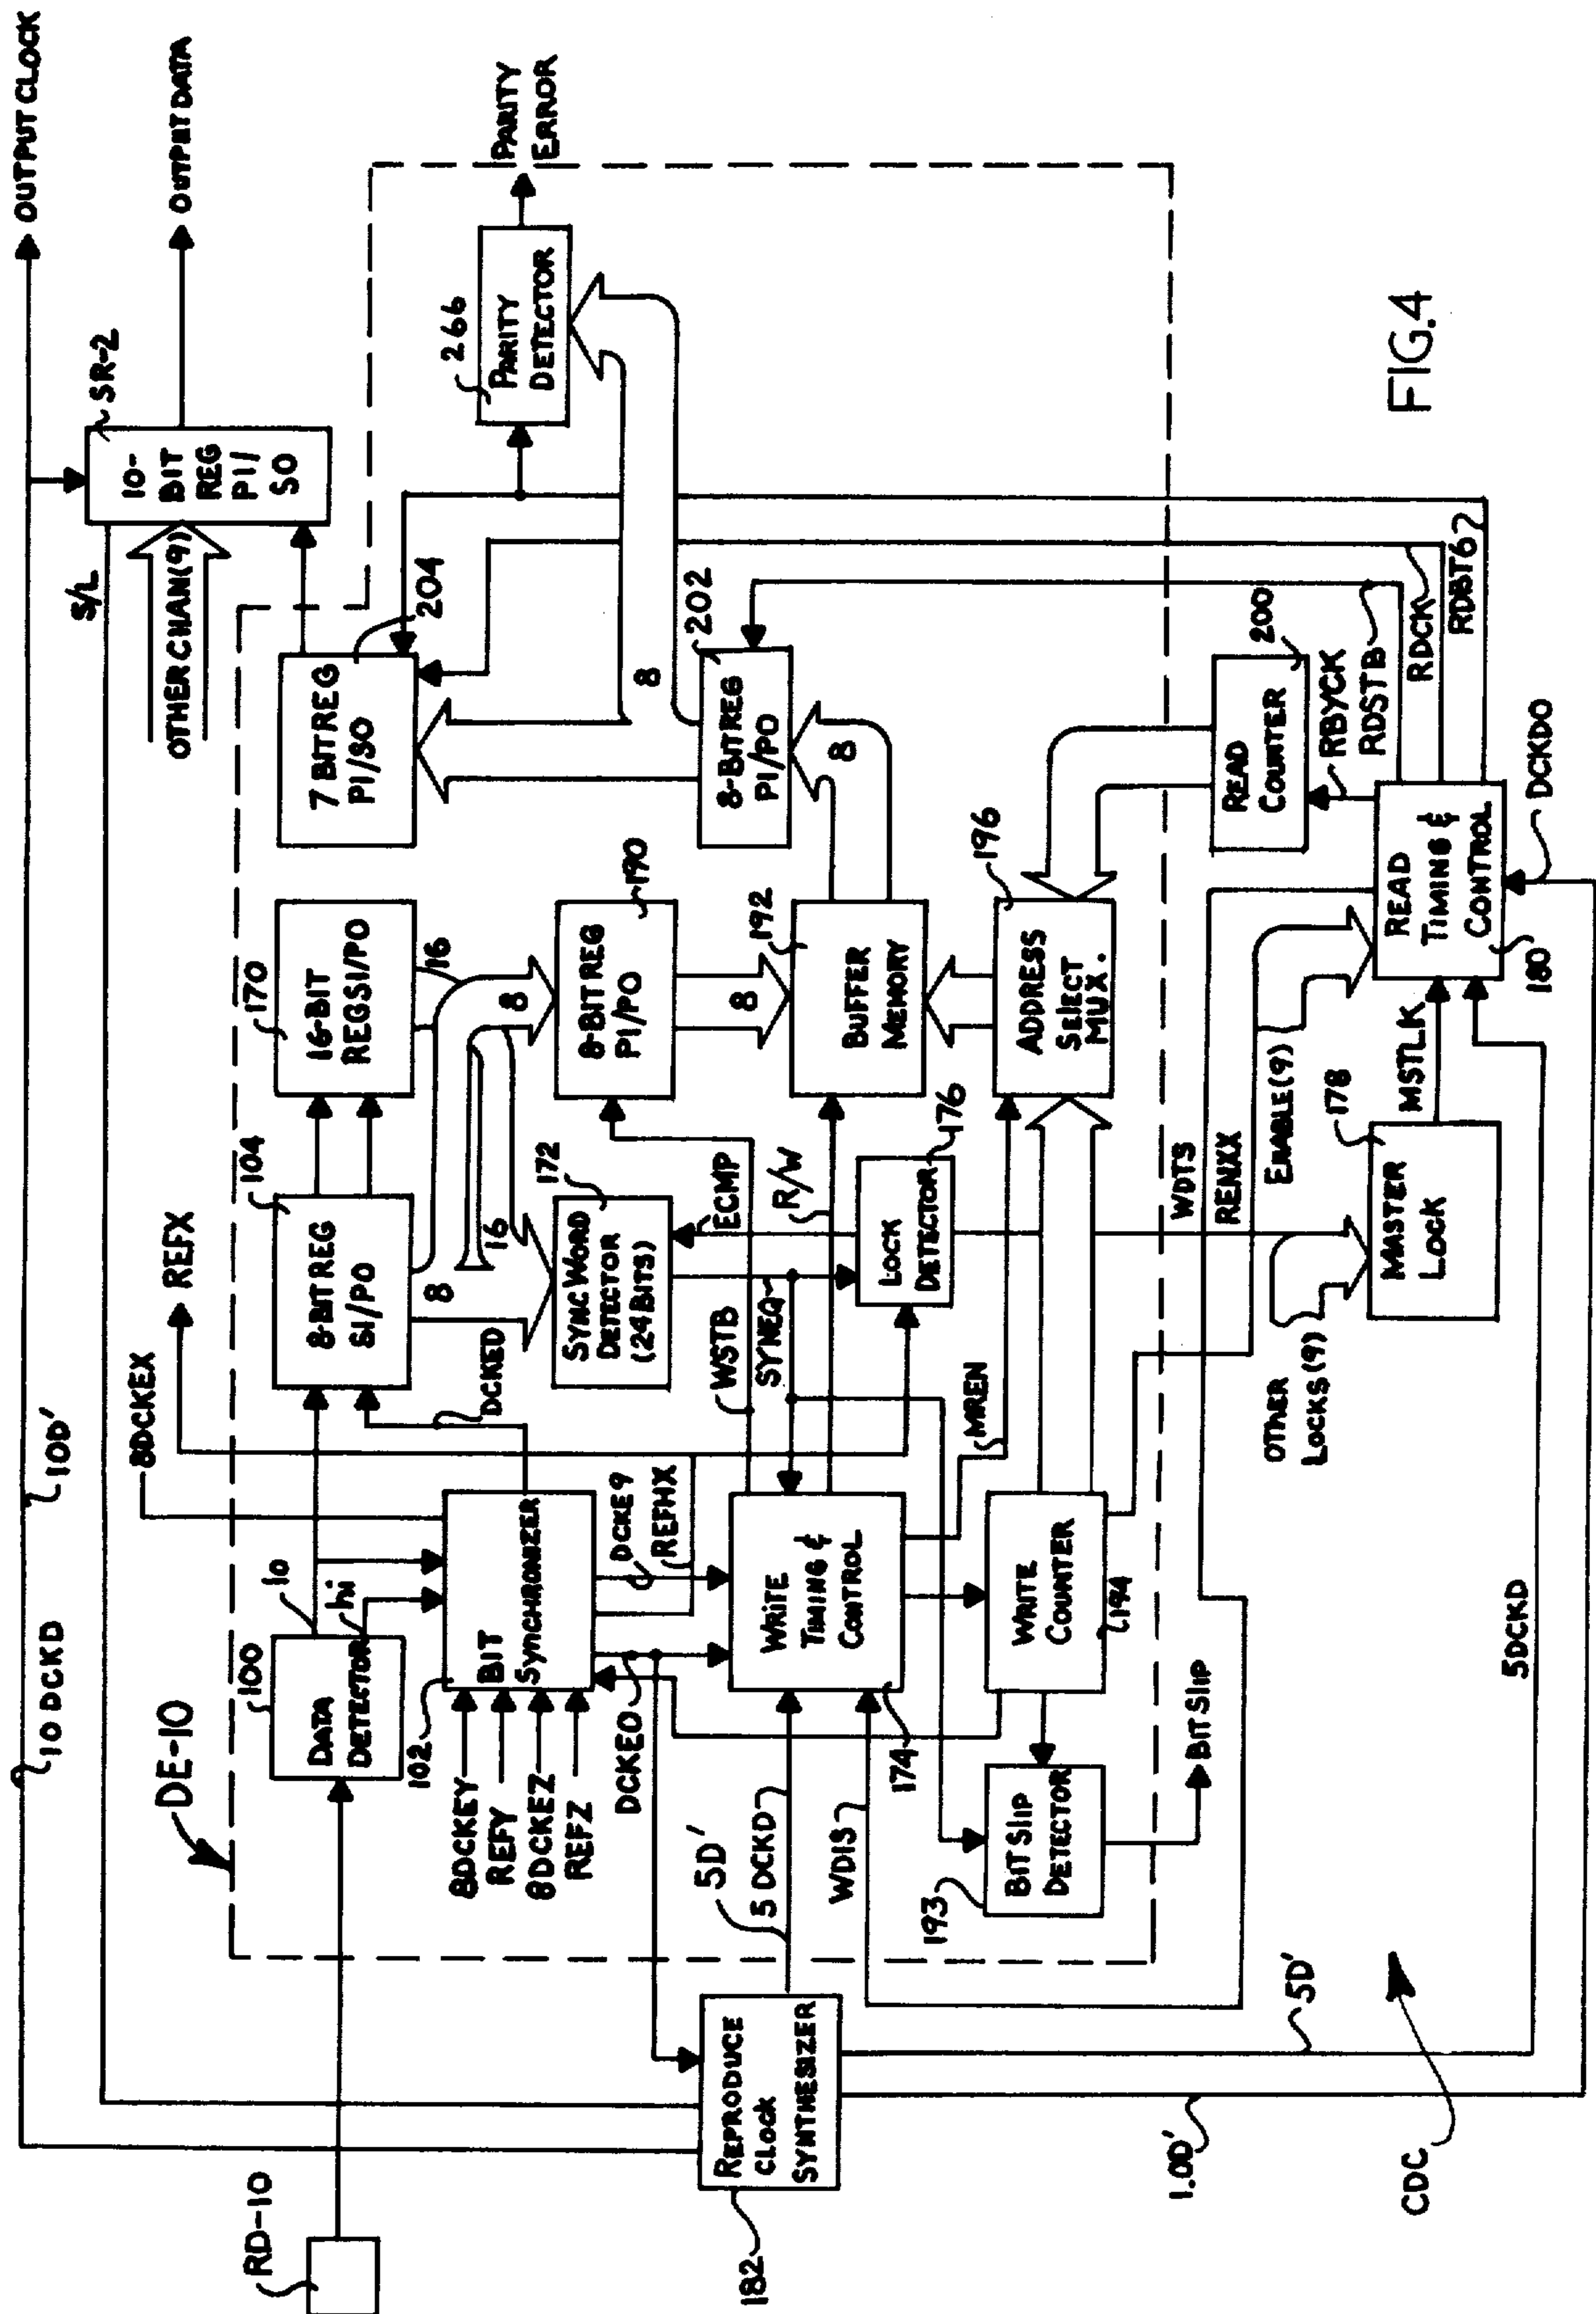 10 DCKD
10D'
OUTPUT CLOCK
S/L
SR-2
10-
BIT
REG
PI/
SO
OUTPUT DATA
OTHER CHAN(9)
RD-10
DE-10
8DCKEX
REFX
100
DATA
DETECTOR
lo
hi
104
8-BIT REG
SI/PO
170
16-BIT
REG SI/PO
7 BIT REG
PI/SO
204
PARITY
ERROR
102
BIT
SYNCHRONIZER
8DCKEY
REFY
8DCKEZ
REFZ
DCKED
8
16
16
8
172
SYNC WORD
DETECTOR
(24 BITS)
190
8-BIT REG
PI/PO
266
PARITY
DETECTOR
DCKEO
DCKE9
REFHX
WSTB
SYNEQ
ECMP
R/W
8
8
202
8-BIT REG
PI/PO
8
182
REPRODUCE
CLOCK
SYNTHESIZER
5D'
5 DCKD
WDIS
WRITE
TIMING &
CONTROL
174
176
LOCK
DETECTOR
192
BUFFER
MEMORY
MREN
193
BIT SLIP
DETECTOR
BIT SLIP
WRITE
COUNTER
194
196
ADDRESS
SELECT
MUX.
200
READ
COUNTER
WDTS
RENXX
ENABLE(9)
RBYCK
RDSTB
RDCK
RDBT6
OTHER
LOCKS(9)
178
MASTER
LOCK
MSTLK
READ
TIMING &
CONTROL
180
DCKDO
5DCKD
5D'
1.0D'
CDC
FIG.4